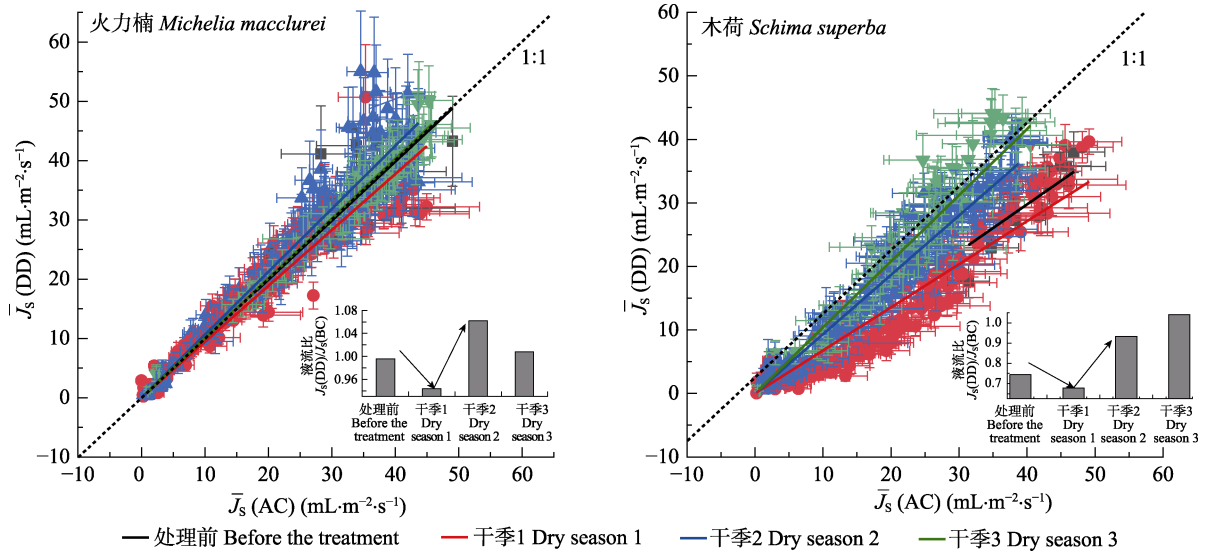 火力楠 Michelia macclurei
1:1
60
50
40
30
20
10
0
−10
J̅s (DD) (mL·m−2·s−1)
−10 0 10 20 30 40 50 60
J̅s (AC) (mL·m−2·s−1)
液流比
Js(DD)/Js(BC)
1.08
1.04
1.00
0.96
0.94
处理前 干季1 干季2 干季3
Before the Dry Dry Dry
treatment season 1 season 2 season 3
木荷 Schima superba
1:1
60
50
40
30
20
10
0
−10
J̅s (DD) (mL·m−2·s−1)
−10 0 10 20 30 40 50 60
J̅s (AC) (mL·m−2·s−1)
液流比
Js(DD)/Js(BC)
1.0
0.9
0.8
0.7
处理前 干季1 干季2 干季3
Before the Dry Dry Dry
treatment season 1 season 2 season 3
处理前 Before the treatment 干季1 Dry season 1 干季2 Dry season 2 干季3 Dry season 3